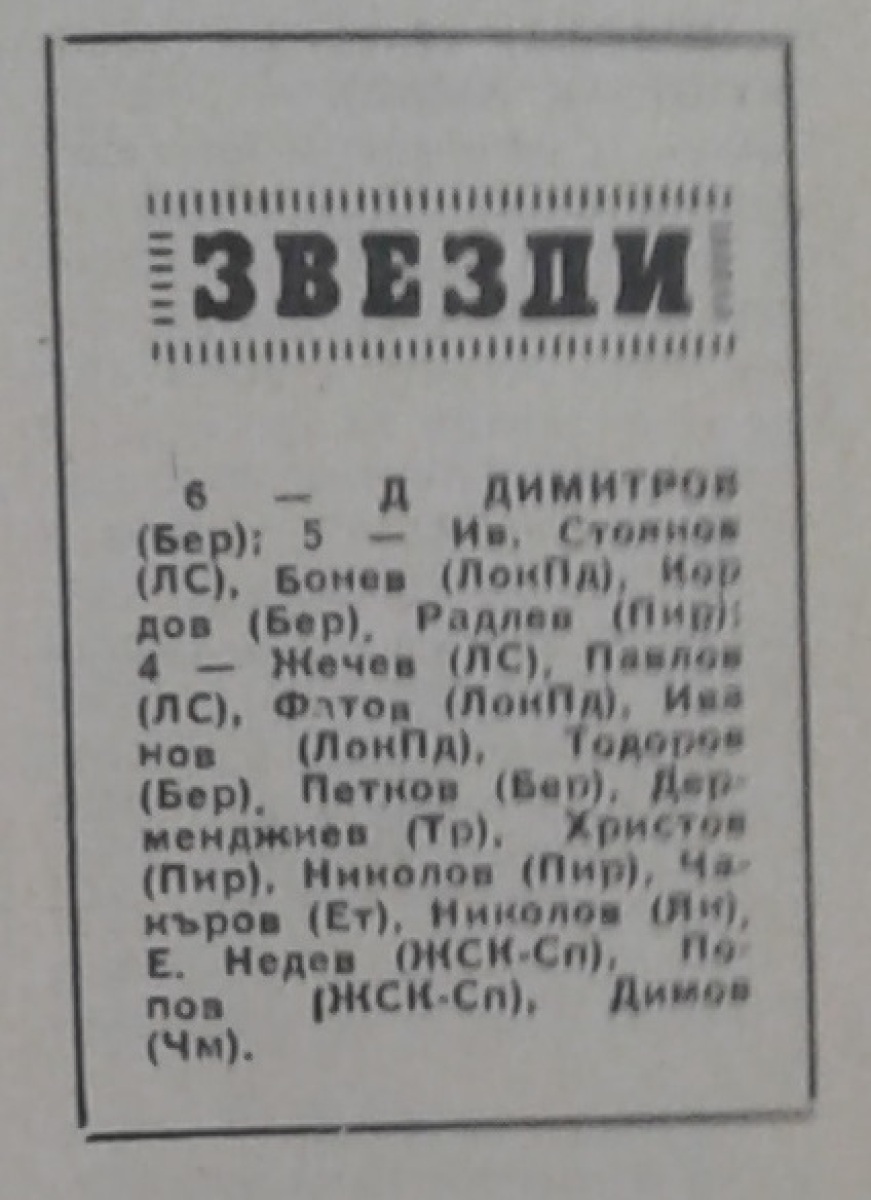 ЗВЕЗДИ
6 — Д ДИМИТРОВ
(Бер); 5 — Ив. Стоянов
(ЛС), Бонев (ЛокПд), Йор
дов (Бер), Радлев (Пир);
4 — Жечев (ЛС), Павлов
(ЛС), (ЛокПд), Ива
нов (ЛокПд), Тодоров
(Бер), Петков (Бер), Дер-
менджиев (Тр), Христов
(Пир), Николов (Пир), Ча-
къров (Ет), Николов (Ян),
Е. Недев (ЖСК-Сп), По-
пов (ЖСК-Сп), Димов
(Чм).